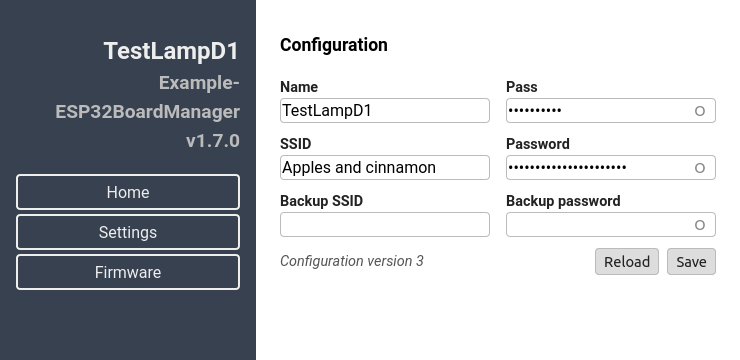 TestLampD1
Example-
ESP32BoardManager
v1.7.0
Home
Settings
Firmware
Configuration
Name
Pass
TestLampD1
••••••••••
SSID
Password
Apples and cinnamon
••••••••••••••••••••••
Backup SSID
Backup password
Configuration version 3
Reload
Save